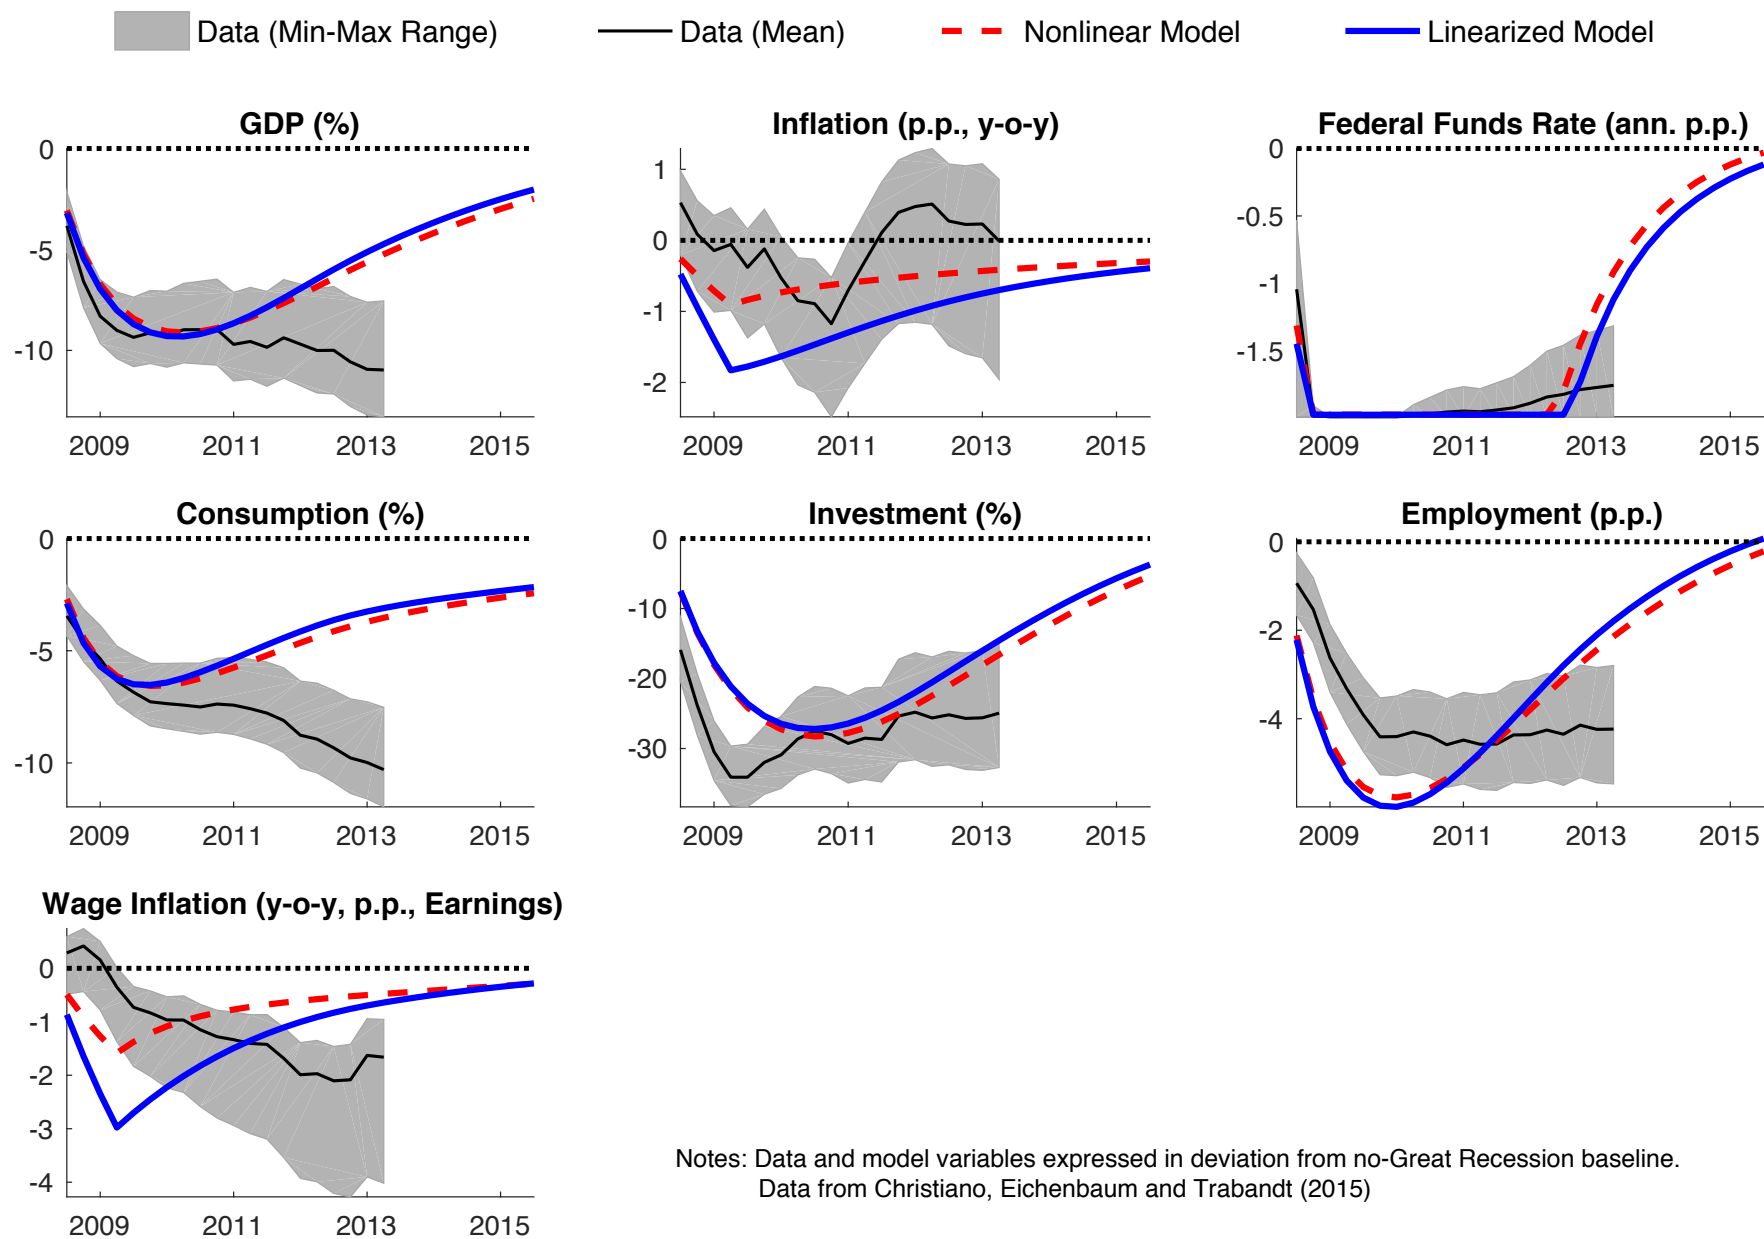 Data (Min-Max Range) Data (Mean) Nonlinear Model Linearized Model
GDP (%)
0
-5
-10
2009 2011 2013 2015
Inflation (p.p., y-o-y)
1
0
-1
-2
2009 2011 2013 2015
Federal Funds Rate (ann. p.p.)
0
-0.5
-1
-1.5
2009 2011 2013 2015
Consumption (%)
0
-5
-10
2009 2011 2013 2015
Investment (%)
0
-10
-20
-30
2009 2011 2013 2015
Employment (p.p.)
0
-2
-4
2009 2011 2013 2015
Wage Inflation (y-o-y, p.p., Earnings)
0
-1
-2
-3
-4
2009 2011 2013 2015
Notes: Data and model variables expressed in deviation from no-Great Recession baseline.
Data from Christiano, Eichenbaum and Trabandt (2015)